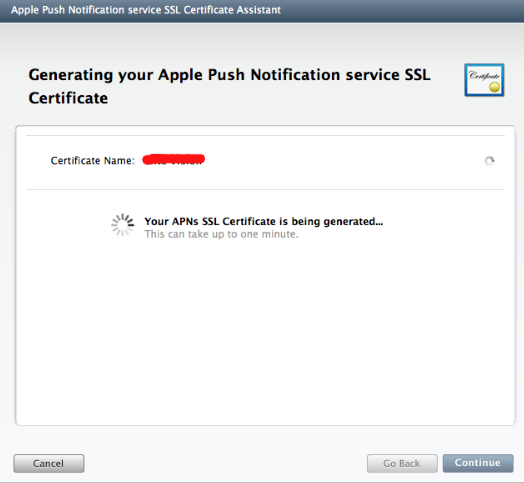 Apple Push Notification service SSL Certificate Assistant
Generating your Apple Push Notification service SSL
Certificate
Certificate
Certificate Name:
Your APNs SSL Certificate is being generated...
This can take up to one minute.
Cancel
Go Back
Continue